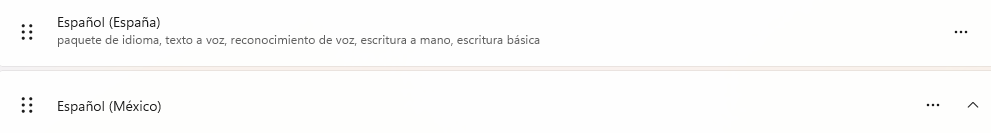 Español (España)
paquete de idioma, texto a voz, reconocimiento de voz, escritura a mano, escritura básica
Español (México)